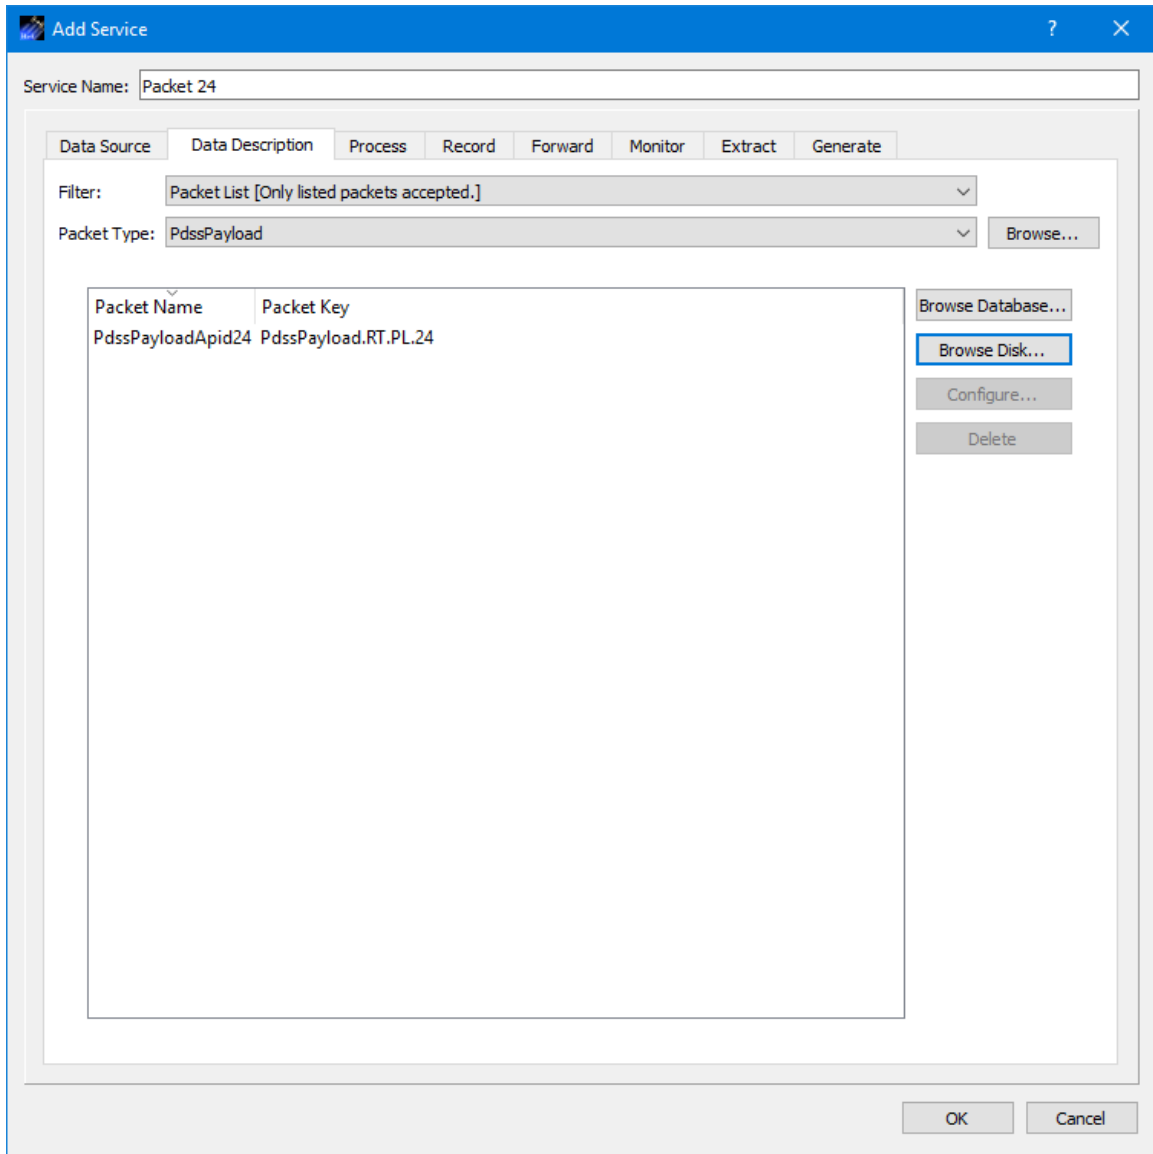 Add Service
Service Name: Packet 24
Data Source Data Description Process Record Forward Monitor Extract Generate
Filter: Packet List [Only listed packets accepted.]
Packet Type: PdssPayload Browse...
Packet Name Packet Key Browse Database...
PdssPayloadApid24 PdssPayload.RT.PL.24
Browse Disk...
Configure...
Delete
OK Cancel